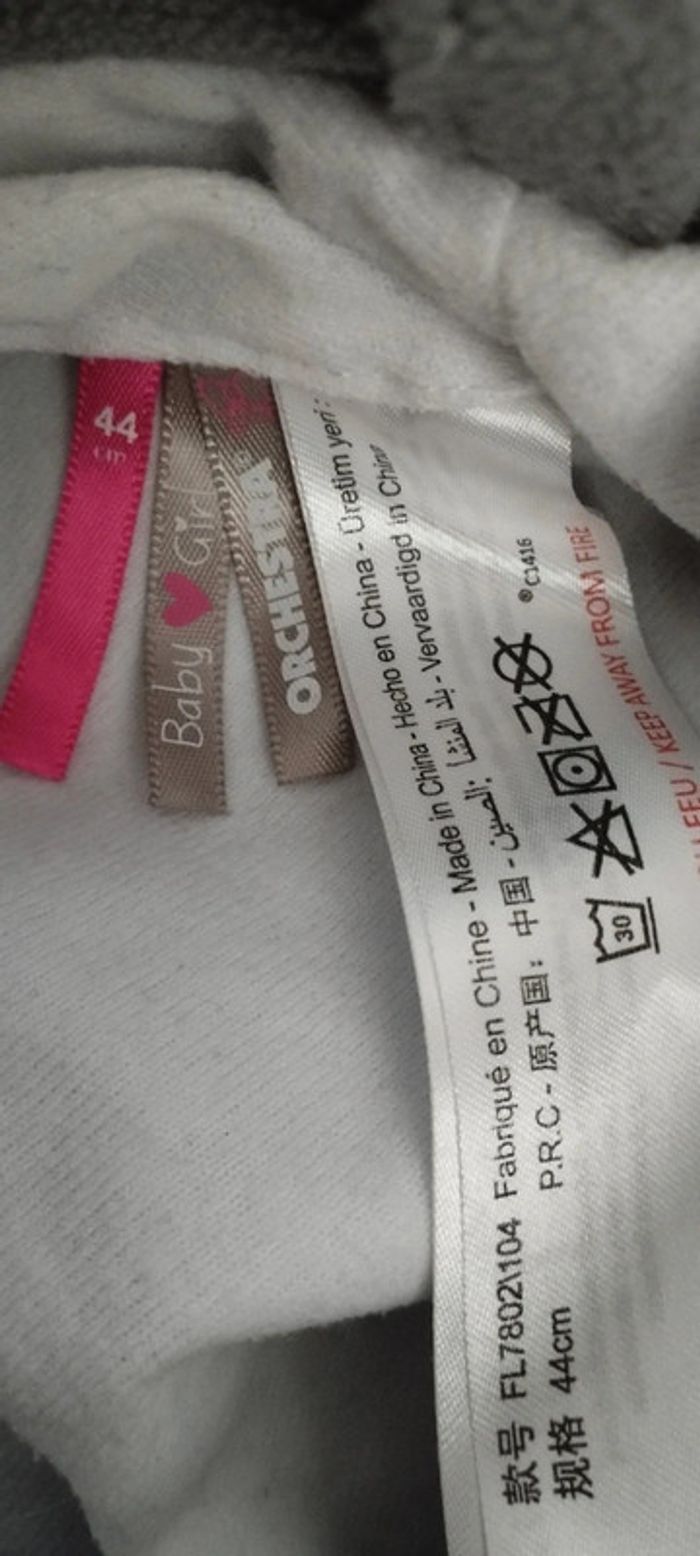 44
cm
Baby ♥ Girl
ORCHESTRA
款号 FL7802\104 Fabriqué en Chine - Made in China - Hecho en China - Üretim yeri :
规格 44cm P.R.C - 原产国: 中国 - بلد المنشأ :الصين - Vervaardigd in China
30
®C1416
FEU / KEEP AWAY FROM FIRE